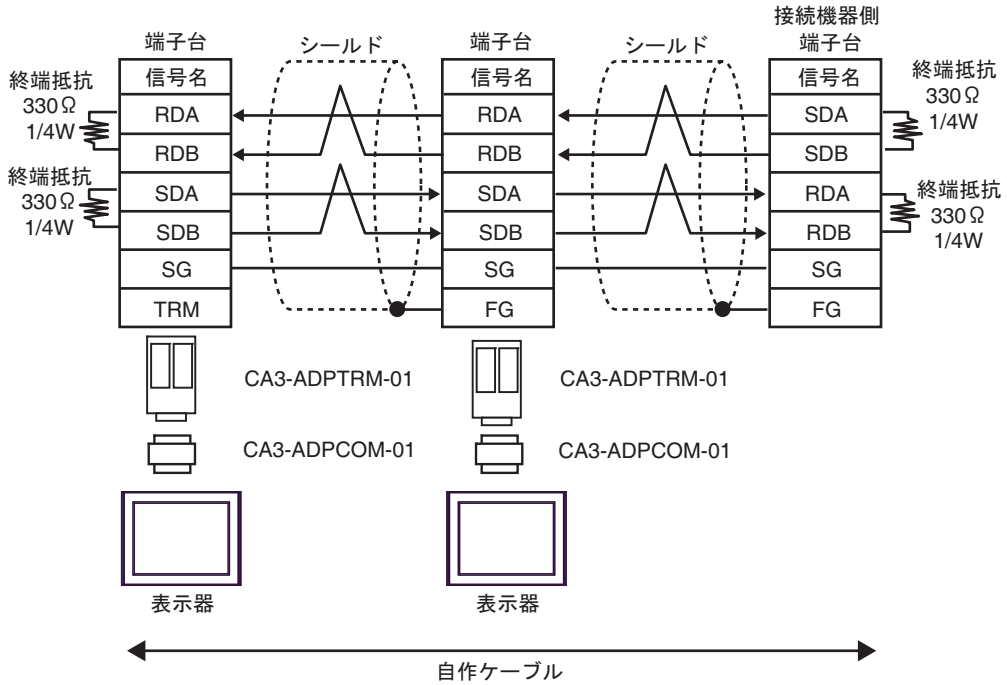 接続機器側
端子台
シールド
端子台
シールド
端子台
信号名
信号名
信号名
終端抵抗
330Ω
1/4W
RDA
RDA
SDA
終端抵抗
330Ω
1/4W
RDB
RDB
SDB
終端抵抗
330Ω
1/4W
SDA
SDA
RDA
終端抵抗
330Ω
1/4W
SDB
SDB
RDB
SG
SG
SG
TRM
FG
FG
CA3-ADPTRM-01
CA3-ADPTRM-01
CA3-ADPCOM-01
CA3-ADPCOM-01
表示器
表示器
自作ケーブル